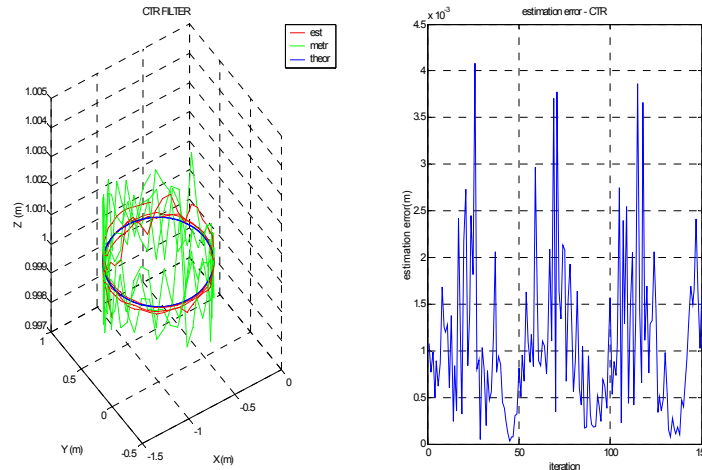 CTR FILTER
est
metr
theor
1.005
1.004
1.003
1.002
1.001
1
0.999
0.998
0.997
Z (m)
1
0.5
0
-0.5
Y (m)
-1.5
-1
-0.5
0
X (m)
estimation error - CTR
x 10-3
4.5
4
3.5
3
2.5
2
1.5
1
0.5
0
estimation error(m)
0
50
100
150
iteration